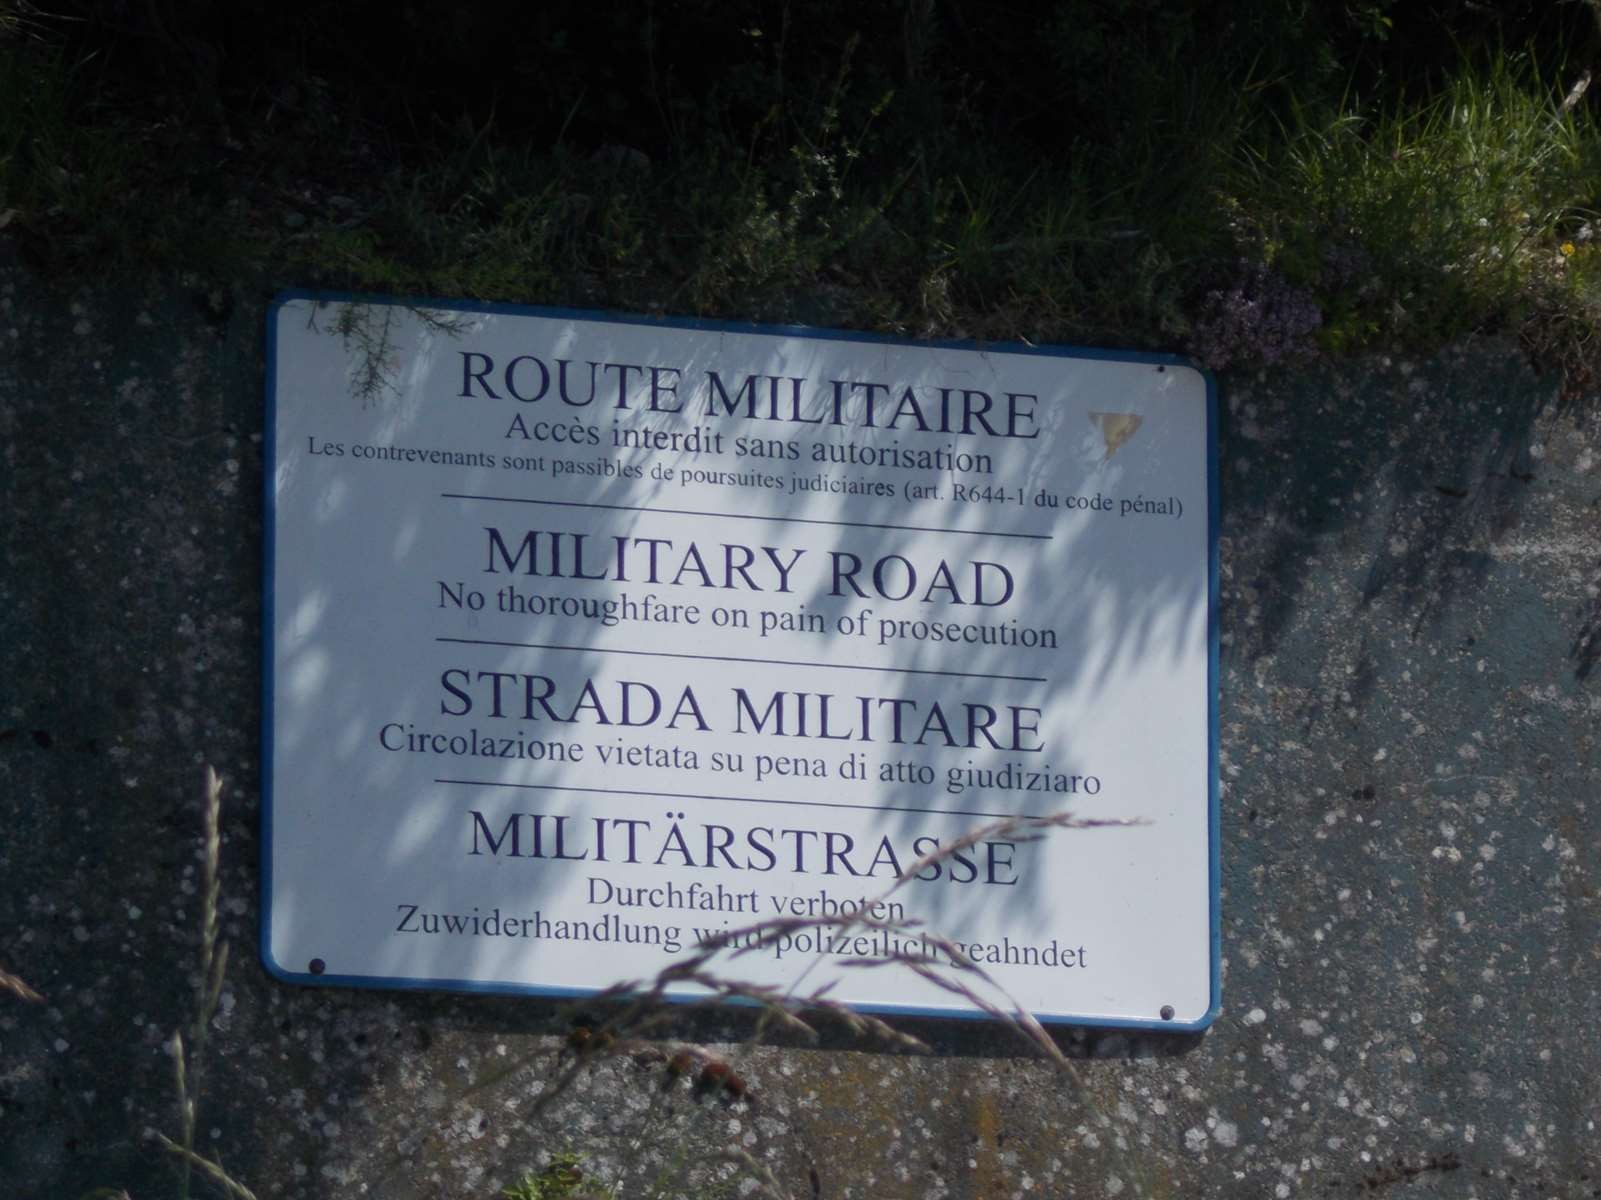 ROUTE MILITAIRE
Accès interdit sans autorisation
Les contrevenants sont passibles de poursuites judiciaires (art. R644-1 du code pénal)
MILITARY ROAD
No thoroughfare on pain of prosecution
STRADA MILITARE
Circolazione vietata su pena di atto giudiziaro
MILITÄRSTRASSE
Durchfahrt verboten
Zuwiderhandlung wird polizeilich geahndet